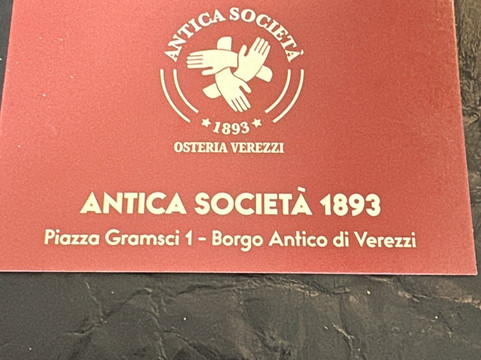 ANTICA SOCIETÀ
★ 1893 ★
OSTERIA VEREZZI
ANTICA SOCIETÀ 1893
Piazza Gramsci 1 - Borgo Antico di Verezzi